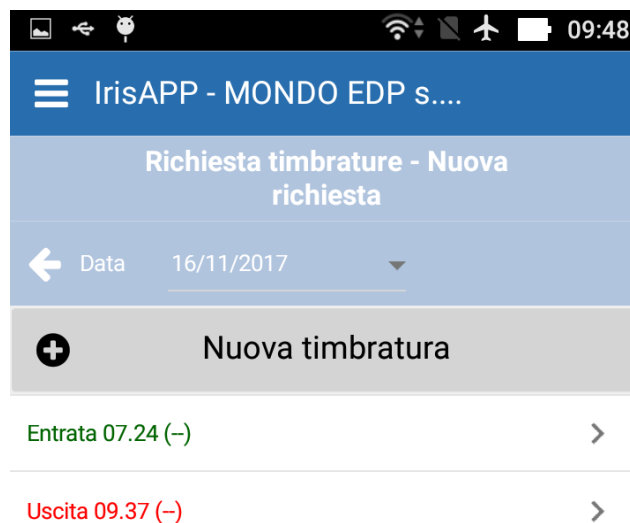 09:48
IrisAPP - MONDO EDP s....
Richiesta timbrature - Nuova
richiesta
Data 16/11/2017
Nuova timbratura
Entrata 07.24 (--)
Uscita 09.37 (--)